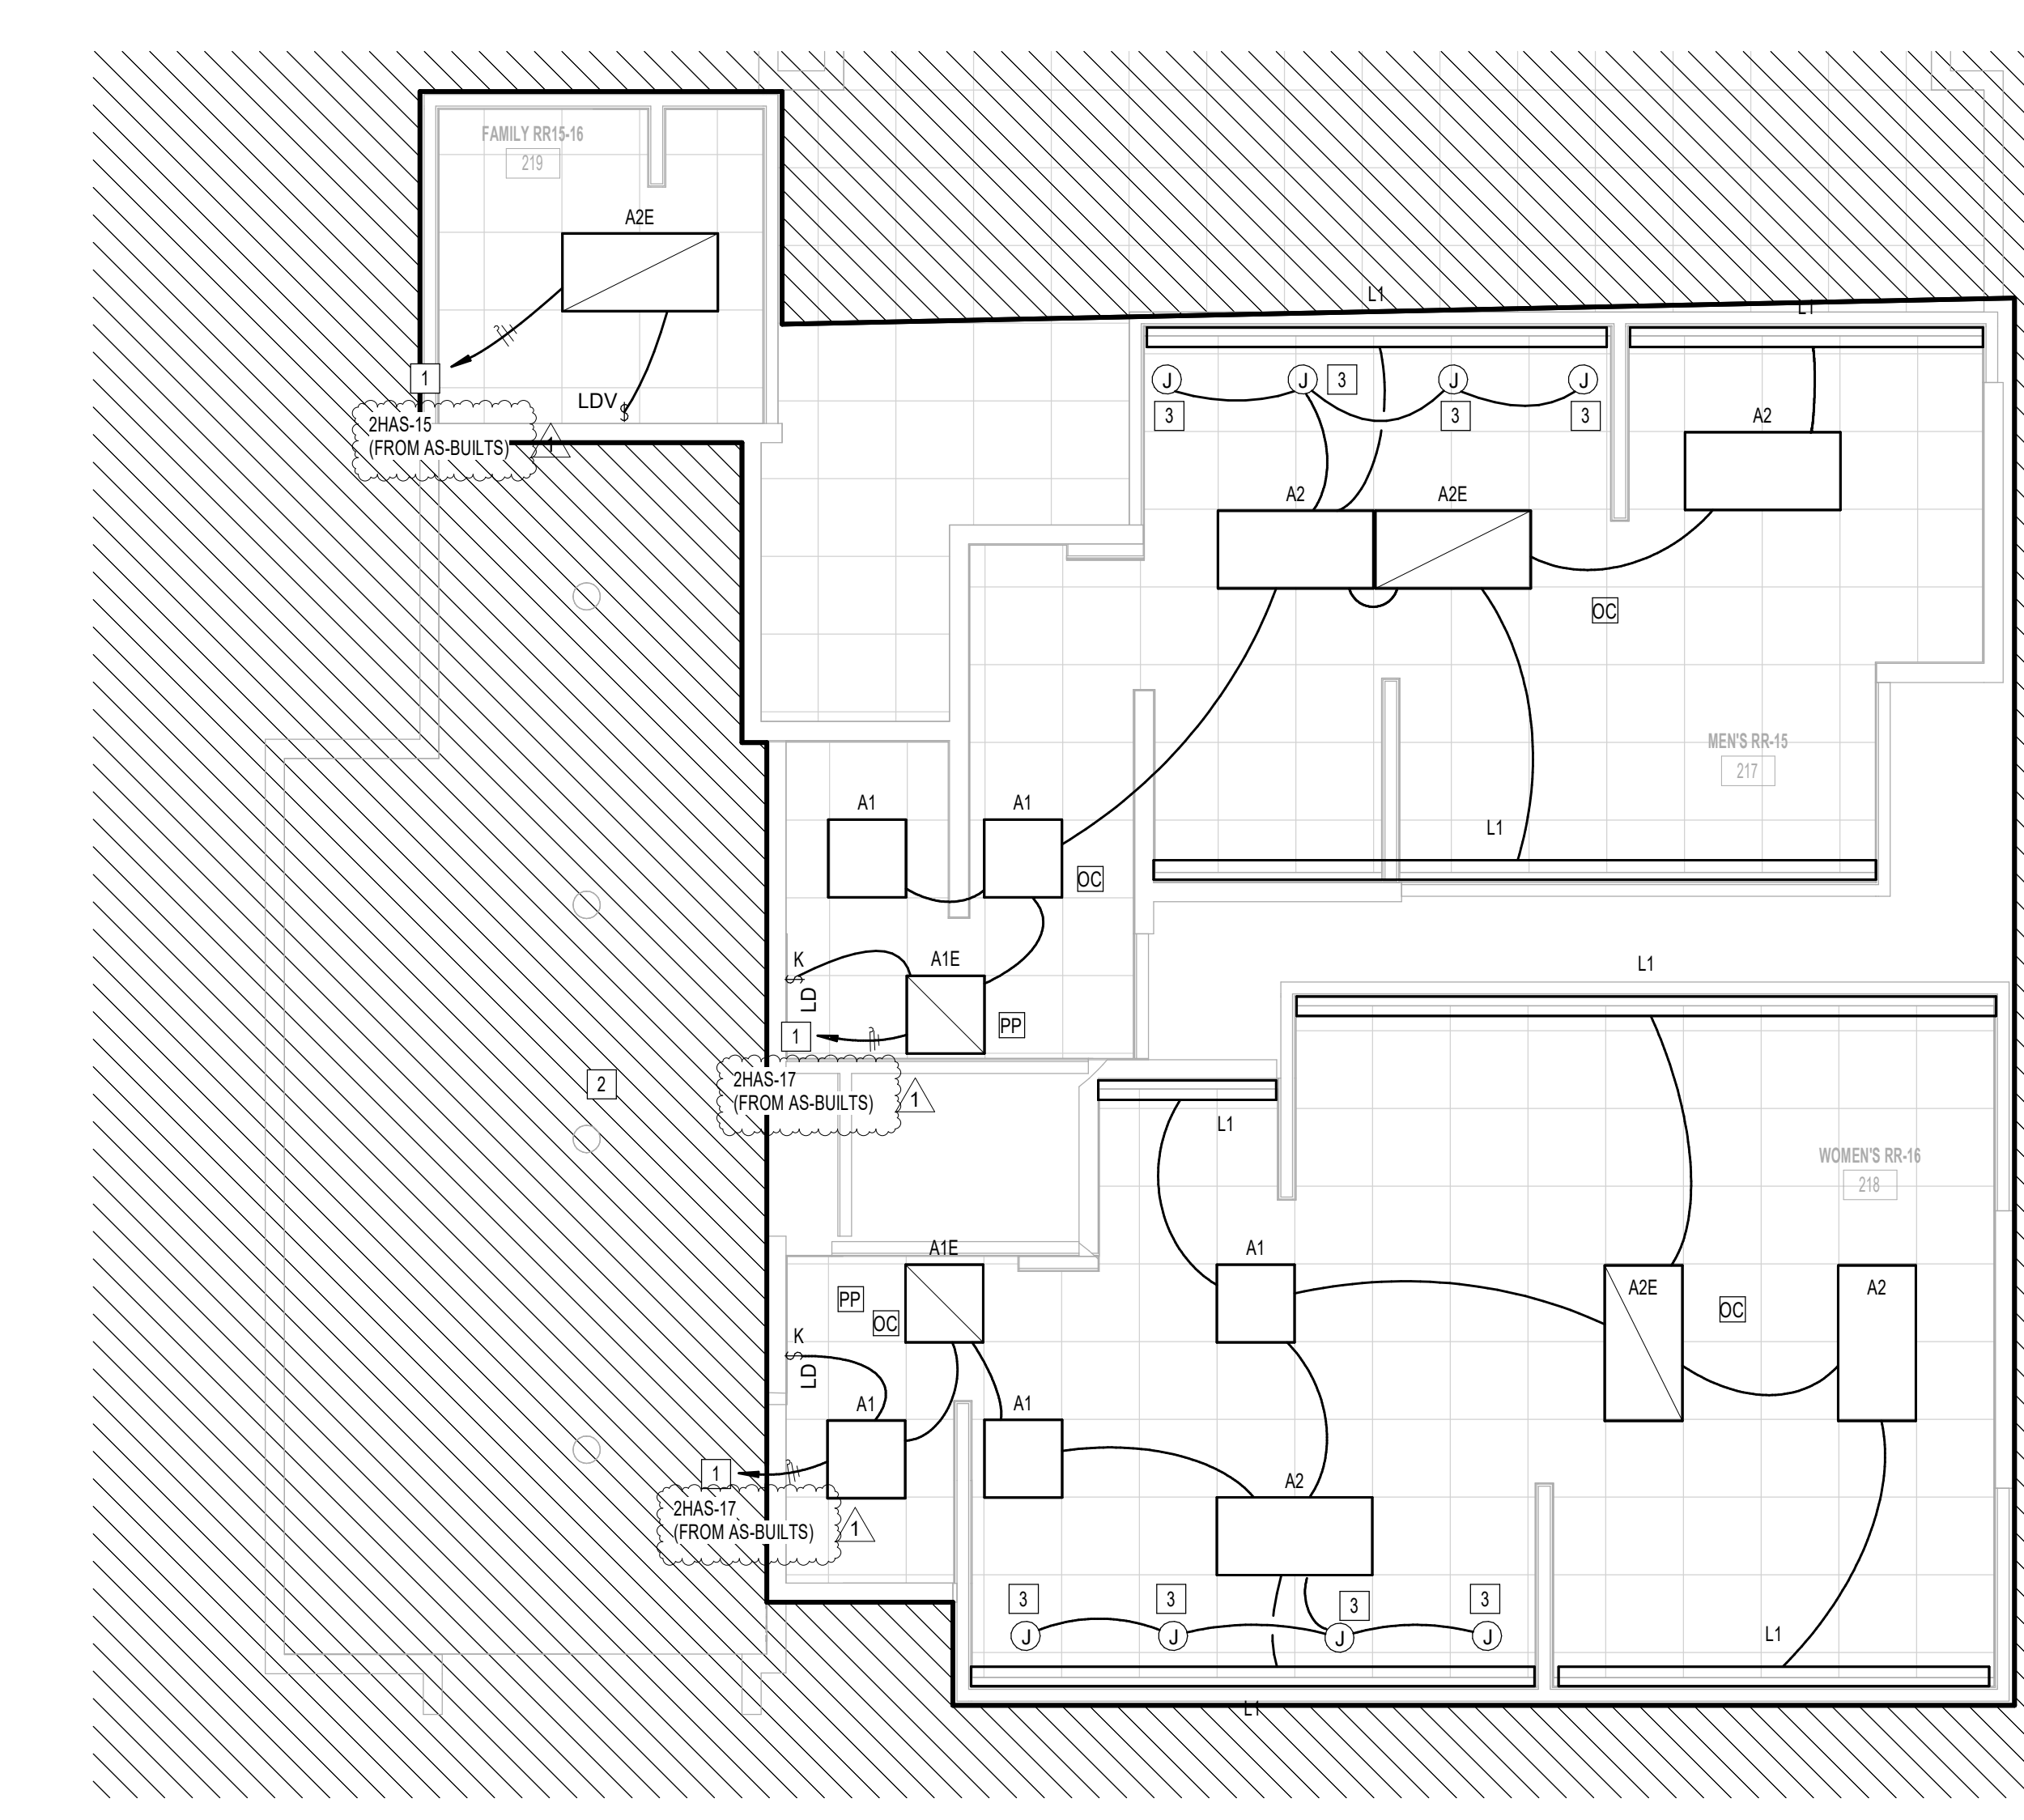 FAMILY RR15-16
219
A2E
L1
L1
1
LDV
$
J
J
3
J
J
3
3
3
A2
2HAS-15
(FROM AS-BUILTS)
1
A2
A2E
OC
MEN'S RR-15
217
A1
A1
L1
OC
K
A1E
$
LD
L1
1
PP
2
2HAS-17
(FROM AS-BUILTS)
1
L1
WOMEN'S RR-16
218
A1E
A1
PP
OC
A2E
OC
A2
K
$
LD
A1
A1
1
A2
2HAS-17
(FROM AS-BUILTS)
1
3
3
3
3
J
J
J
J
L1
L1